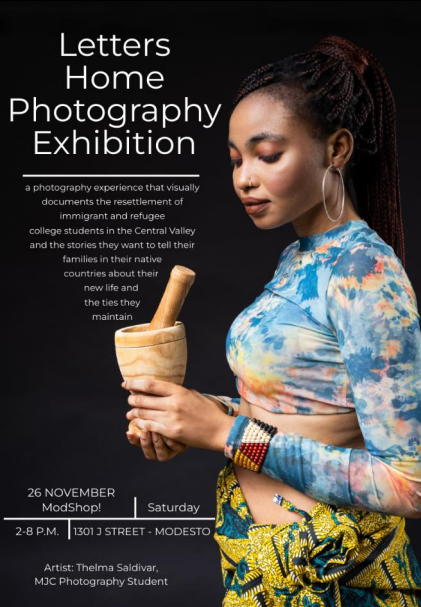 Letters
Home
Photography
Exhibition
a photography experience that visually
documents the resettlement of
immigrant and refugee
college students in the Central Valley
and the stories they want to tell their
families in their native
countries about their
new life and
the ties they
maintain
26 NOVEMBER
ModShop!
Saturday
2-8 P.M.
1301 J STREET - MODESTO
Artist: Thelma Saldivar,
MJC Photography Student